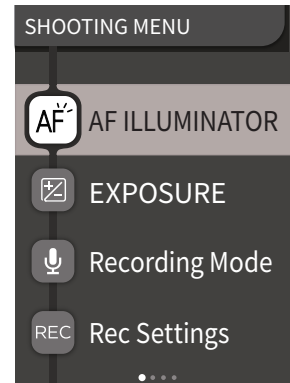 SHOOTING MENU
AF AF ILLUMINATOR
EXPOSURE
Recording Mode
REC Rec Settings